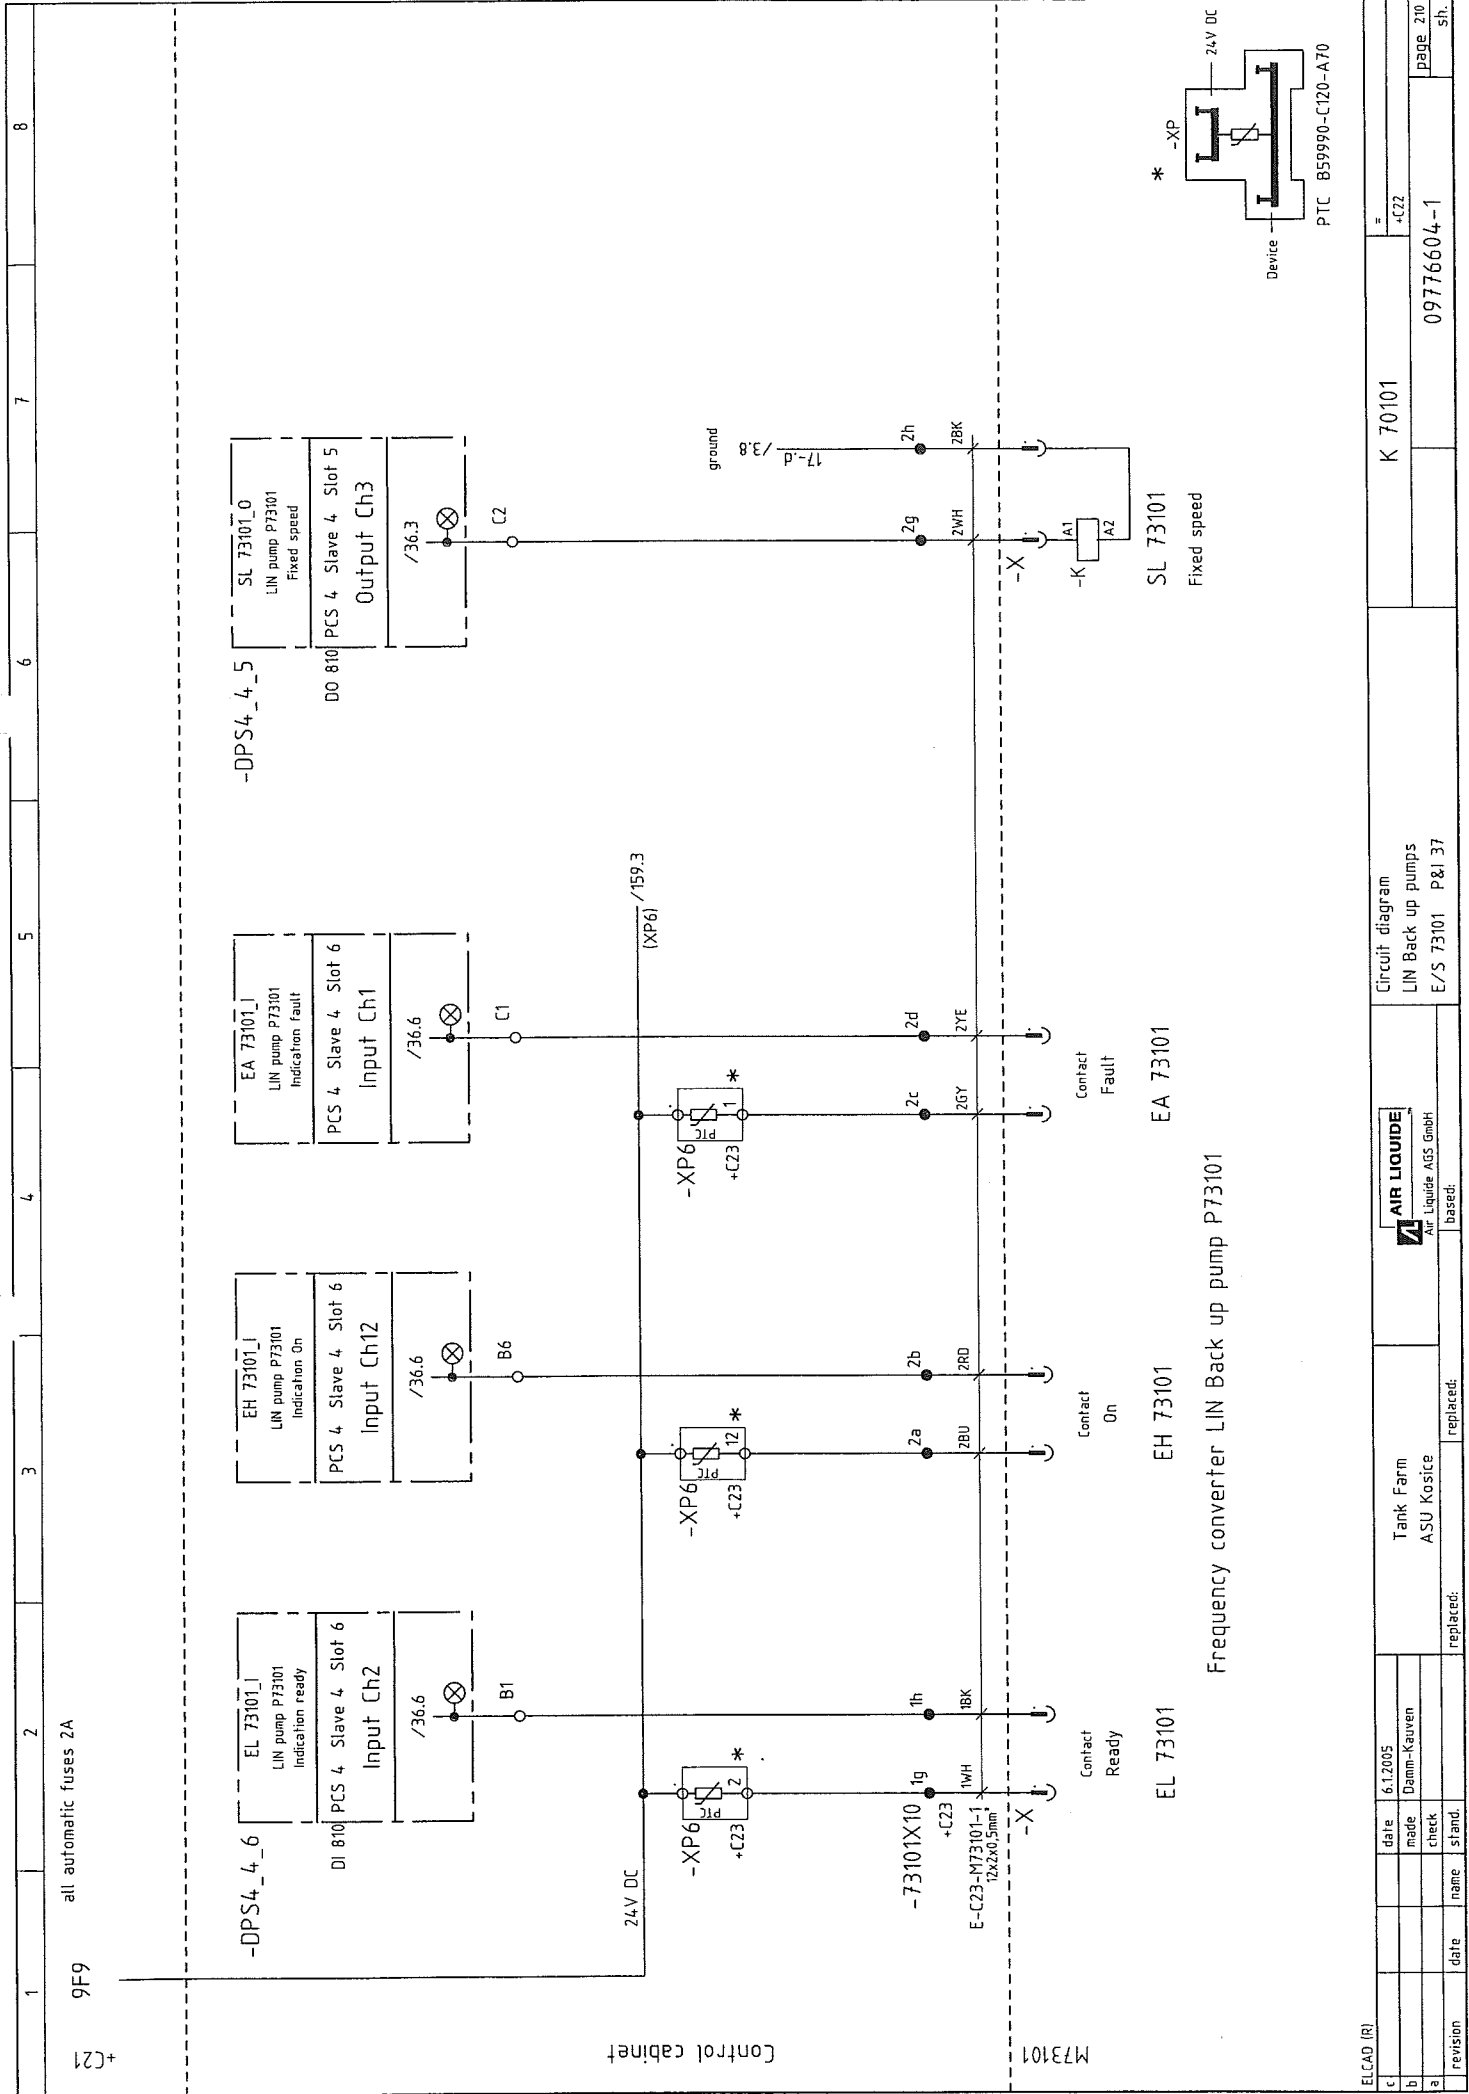 1 2 3 4 5 6 7 8
+C21
9F9
all automatic fuses 2A
Control cabinet
M73101
-DPS4_4_6
EL 73101_I
LIN pump P73101
Indication ready
DI 810 PCS 4 Slave 4 Slot 6
Input Ch2
/36.6
B1
EH 73101_I
LIN pump P73101
Indication On
PCS 4 Slave 4 Slot 6
Input Ch12
/36.6
B6
EA 73101_I
LIN pump P73101
Indication fault
PCS 4 Slave 4 Slot 6
Input Ch1
/36.6
C1
-DPS4_4_5
SL 73101_O
LIN pump P73101
Fixed speed
DO 810 PCS 4 Slave 4 Slot 5
Output Ch3
/36.3
C2
24V DC
/159.3
(XP6)
-XP6
+C23
PTC
2
*
-XP6
+C23
PTC
12
*
-XP6
+C23
PTC
1
*
ground
17-.d
/3.8
-73101X10
+C23
1g
1h
2a
2b
2c
2d
2g
2h
E-C23-M73101-1
12x2x0,5mm²
1WH
1BK
2BU
2RD
2GY
2YE
2WH
2BK
-X
-X
Contact
Ready
EL 73101
Contact
On
EH 73101
Contact
Fault
EA 73101
-K
A1
A2
SL 73101
Fixed speed
Frequency converter LIN Back up pump P73101
*
-XP
24V DC
Device
PTC B59990-C120-A70
ELCAD (R)
c
b
a
revision
date
name
date
6.1.2005
made
Damm-Kauven
check
stand.
replaced:
Tank Farm
ASU Kosice
replaced:
AIR LIQUIDE
Air Liquide AGS GmbH
based:
Circuit diagram
LIN Back up pumps
E/S 73101 P&I 37
K 70101
=
+C22
09776604-1
page 210
sh.